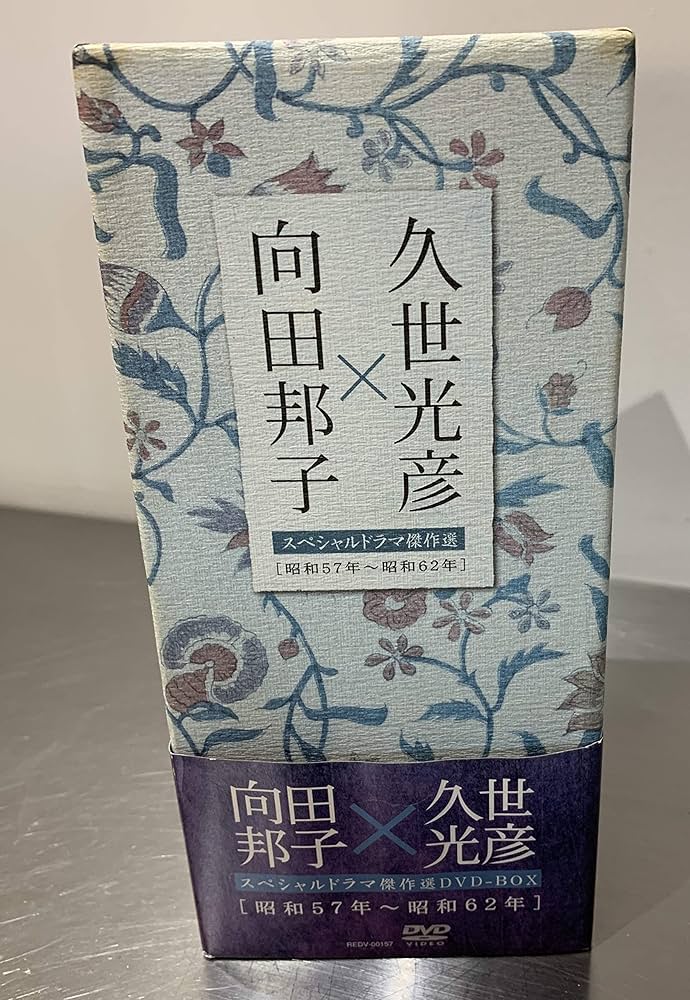 向田邦子
×
久世光彦
スペシャルドラマ傑作選
[昭和57年～昭和62年]
向田
邦子
×
久世
光彦
スペシャルドラマ傑作選DVD-BOX
[昭和57年～昭和62年]
REDV-00157
DVD
VIDEO